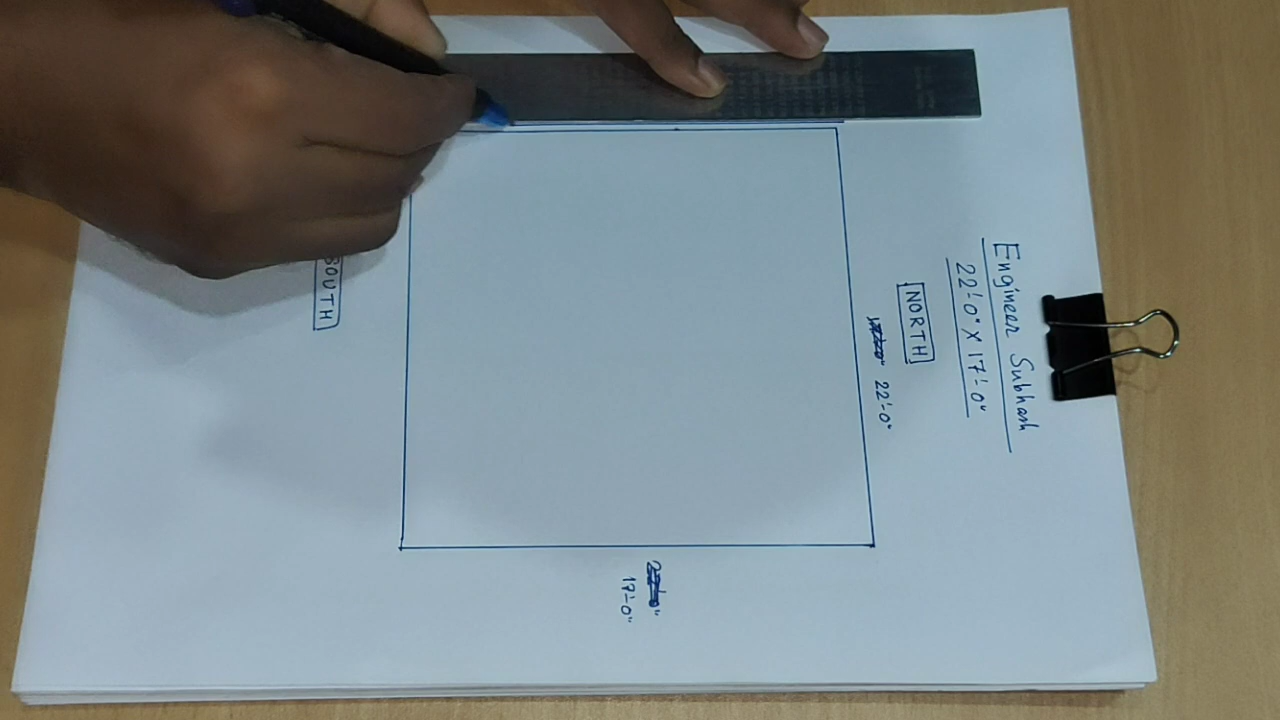 Engineer Subhash
22'-0" X 17'-0"
NORTH
22'-0"
17'-0"
SOUTH